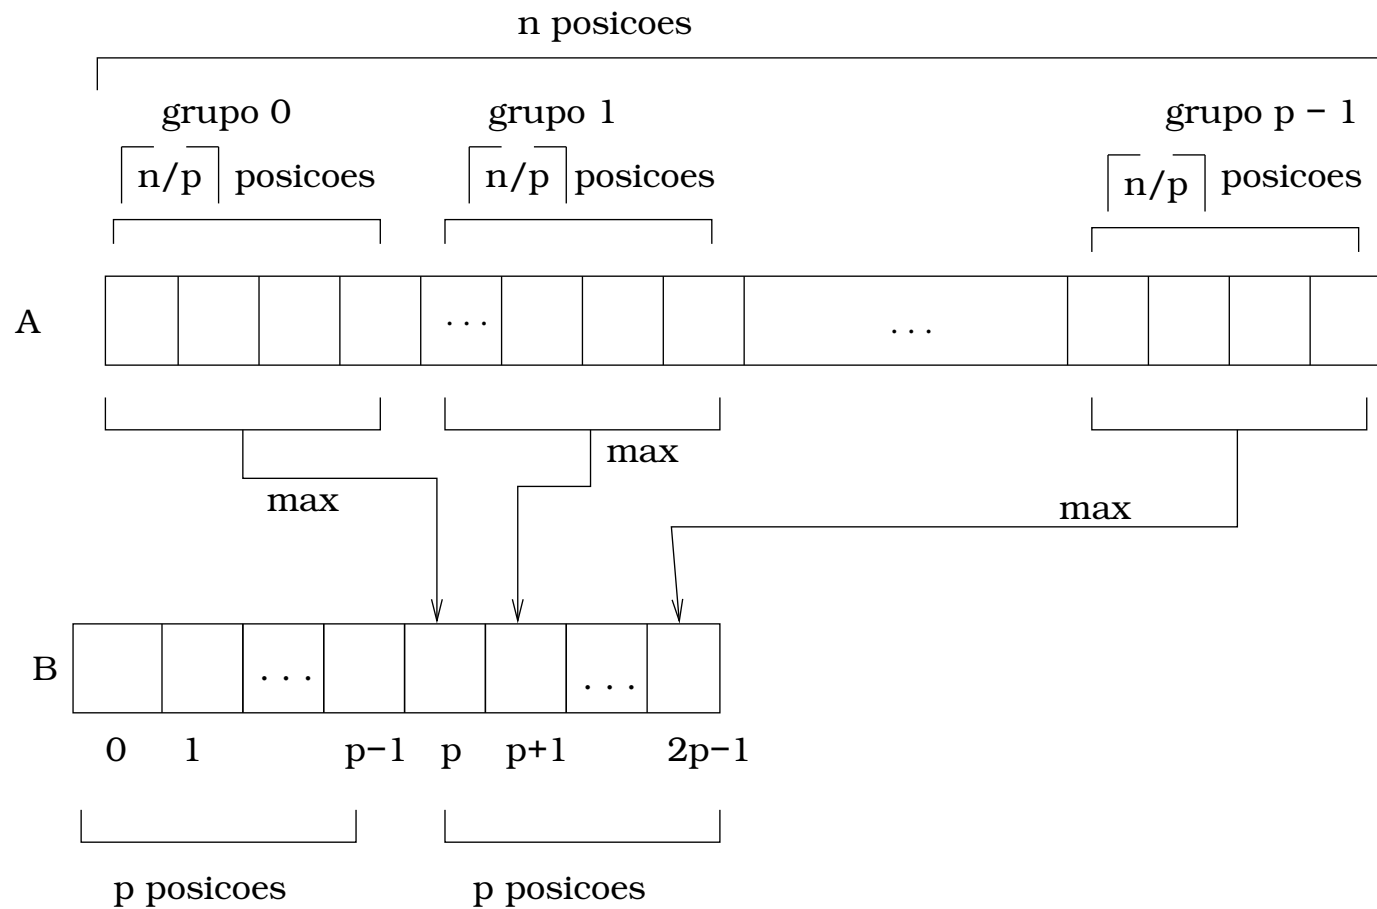 n posicoes
grupo 0 grupo 1 grupo p − 1
n/p posicoes n/p posicoes n/p posicoes
A ... ...
max max max
B ... ...
0 1 p−1 p p+1 2p−1
p posicoes p posicoes